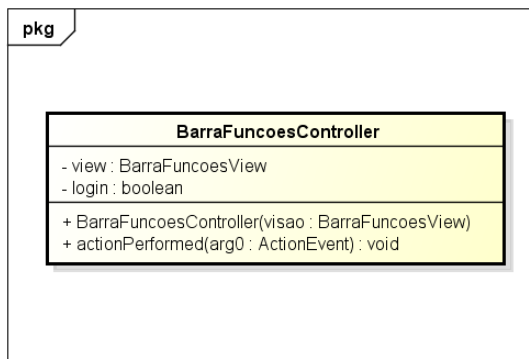 pkg
BarraFuncoesController
- view : BarraFuncoesView
- login : boolean
+ BarraFuncoesController(visao : BarraFuncoesView)
+ actionPerformed(arg0 : ActionEvent) : void